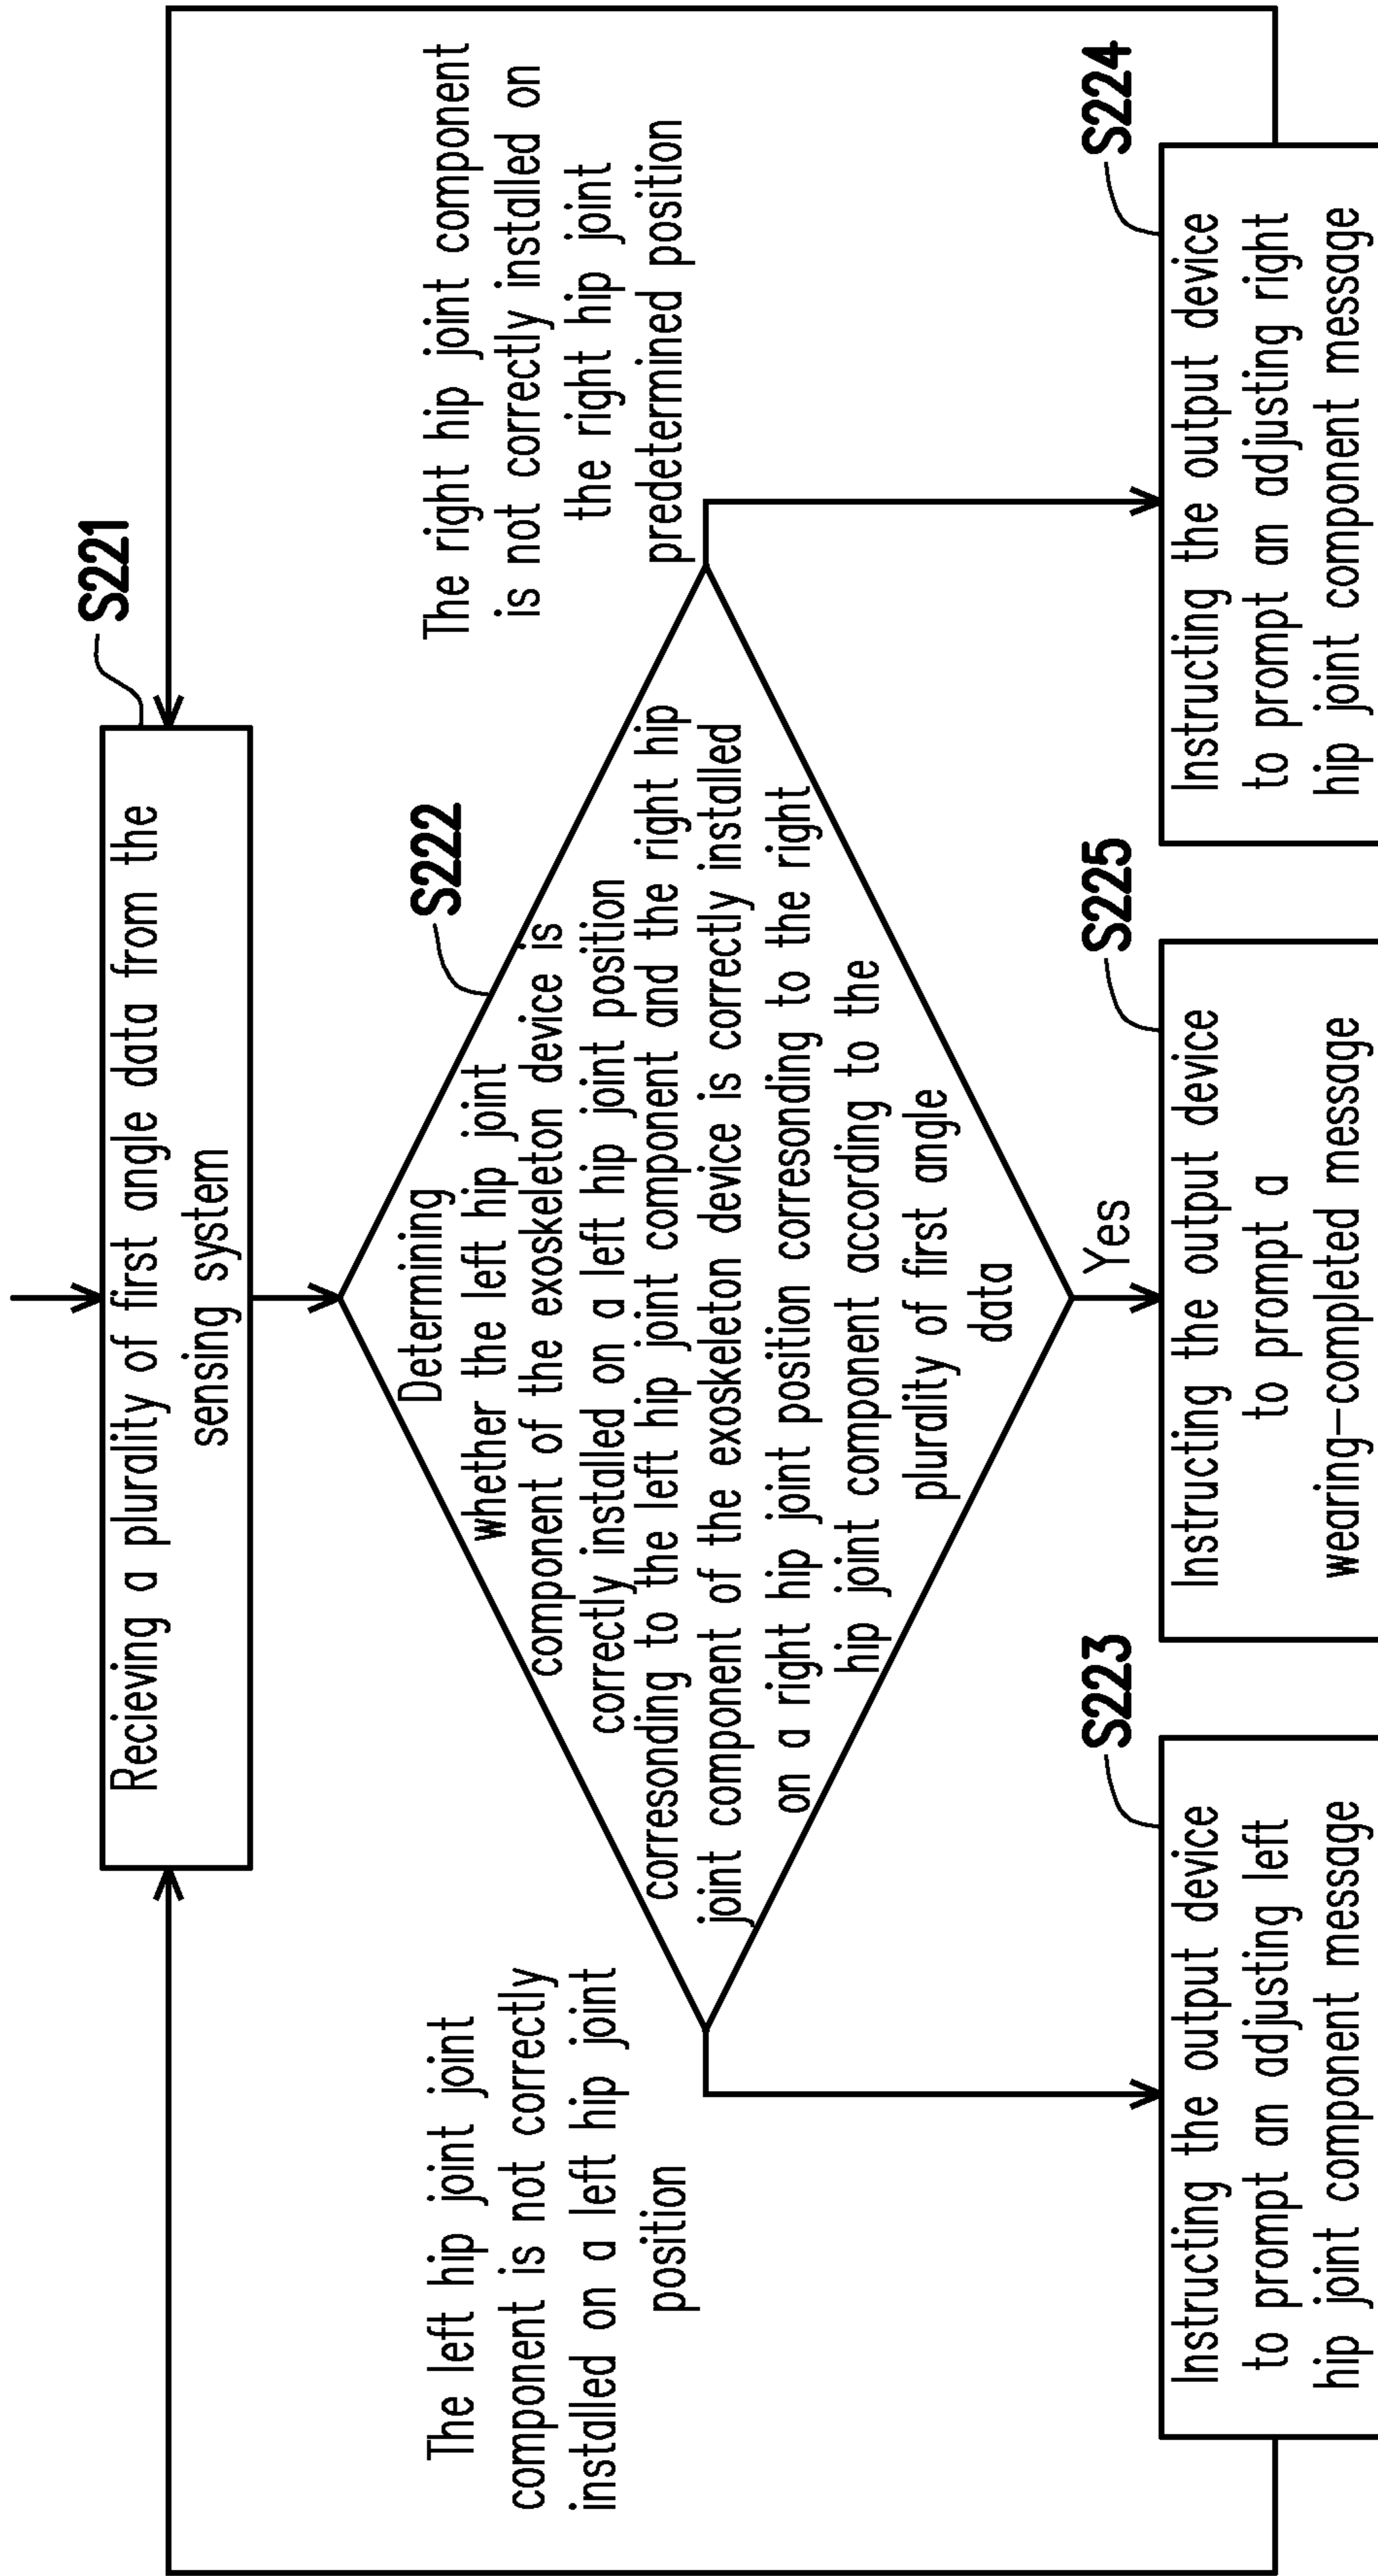 S221
Recieving a plurality of first angle data from the
sensing system
S222
Determining
whether the left hip joint
component of the exoskeleton device is
correctly installed on a left hip joint position
corresonding to the left hip joint component and the right hip
joint component of the exoskeleton device is correctly installed
on a right hip joint position corresonding to the right
hip joint component according to the
plurality of first angle
data
The left hip joint joint
component is not correctly
installed on a left hip joint
position
The right hip joint component
is not correctly installed on
the right hip joint
predetermined position
Yes
S223
Instructing the output device
to prompt an adjusting left
hip joint component message
S225
Instructing the output device
to prompt a
wearing-completed message
S224
Instructing the output device
to prompt an adjusting right
hip joint component message